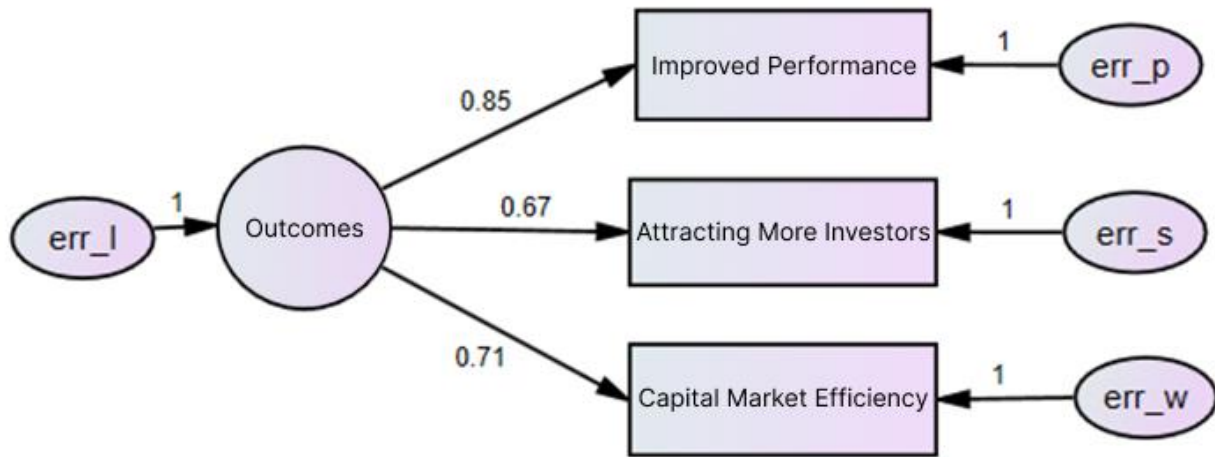 Improved Performance
1
err_p
0.85
err_l
1
Outcomes
0.67
Attracting More Investors
1
err_s
0.71
Capital Market Efficiency
1
err_w